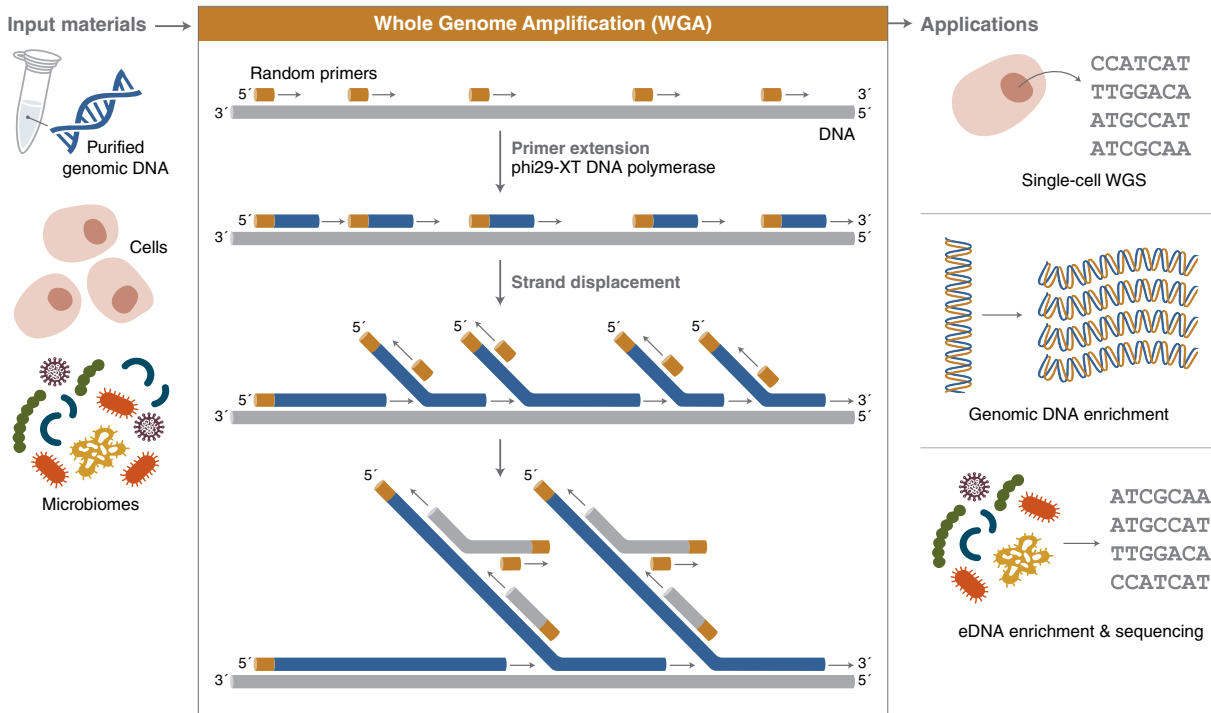 Input materials
Whole Genome Amplification (WGA)
Applications
Purified
genomic DNA
Cells
Microbiomes
Random primers
5´
3´
3´
5´
DNA
Primer extension
phi29-XT DNA polymerase
5´
3´
3´
5´
Strand displacement
5´
5´
5´
5´
5´
3´
3´
5´
5´
5´
5´
3´
3´
5´
CCATCAT
TTGGACA
ATGCCAT
ATCGCAA
Single-cell WGS
Genomic DNA enrichment
ATCGCAA
ATGCCAT
TTGGACA
CCATCAT
eDNA enrichment & sequencing